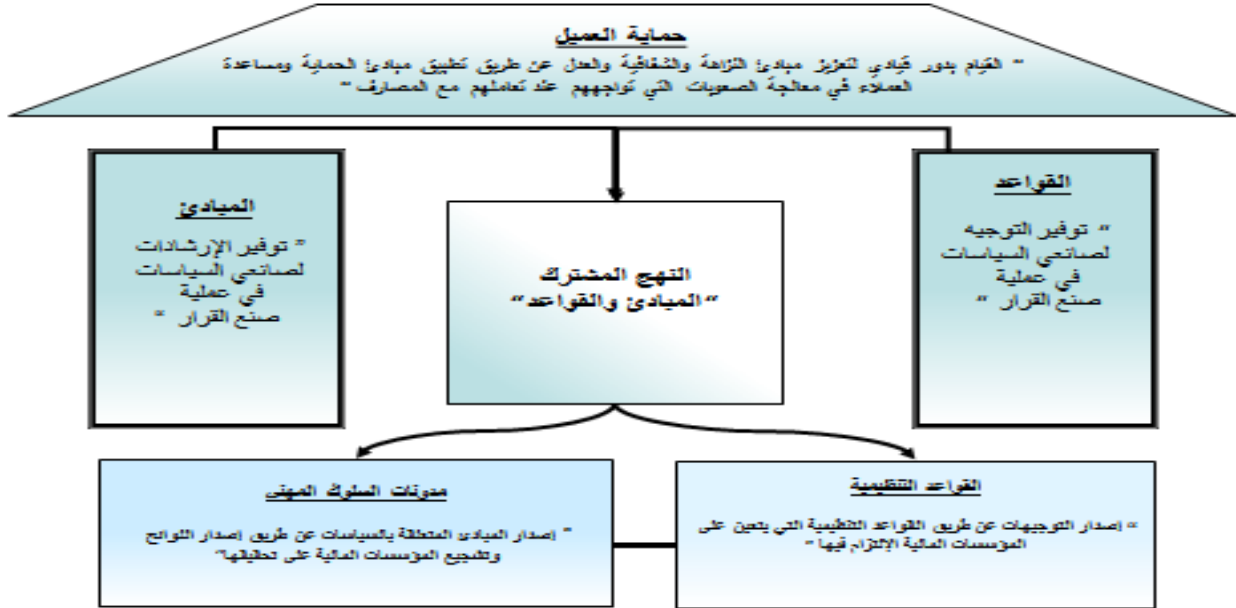 حماية العميل
" القيام بدور قيادي لتعزيز مبادئ النزاهة والشفافية والعدل عن طريق تطبيق مبادئ الحماية ومساعدة
العملاء في معالجة الصعوبات التي تواجههم عند تعاملهم مع المصارف "
القواعد
" توفير التوجيه
لصانعي السياسات
في عملية
صنع القرار "
النهج المشترك
"المبادئ والقواعد"
المبادئ
" توفير الإرشادات
لصانعي السياسات
في عملية
صنع القرار "
القواعد التنظيمية
" إصدار التوجيهات عن طريق القواعد التنظيمية التي يتعين على
المؤسسات المالية الإلتزام فيها "
مدونات السلوك المهني
" إصدار المبادئ المتعلقة بالسياسات عن طريق إصدار اللوائح
وتشجيع المؤسسات المالية على تحقيقها"